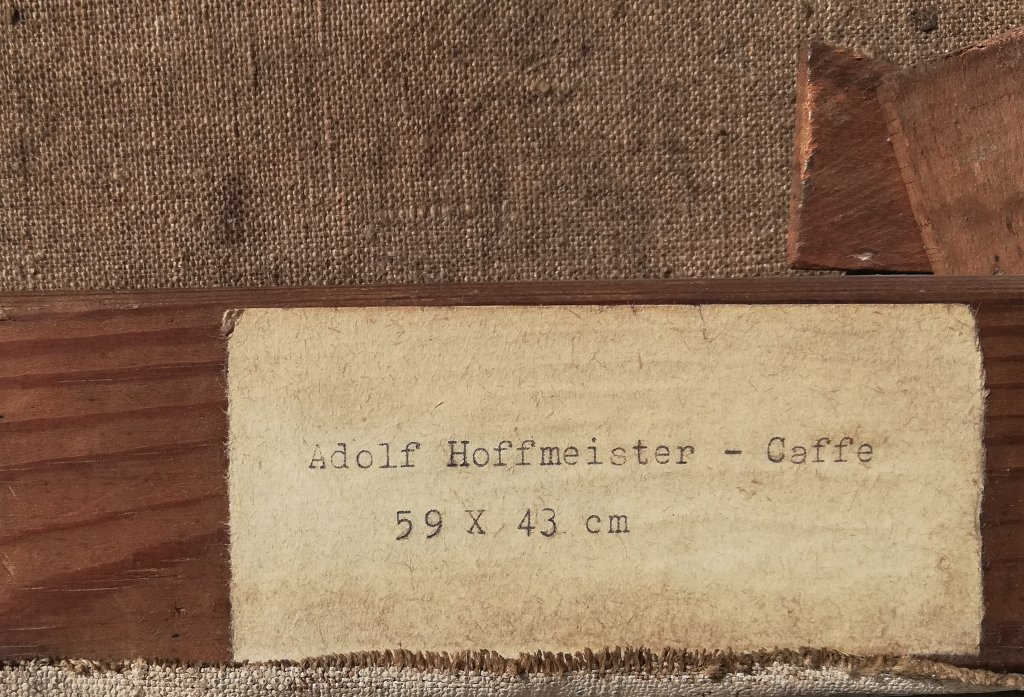 Adolf Hoffmeister - Caffe
59 X 43 cm